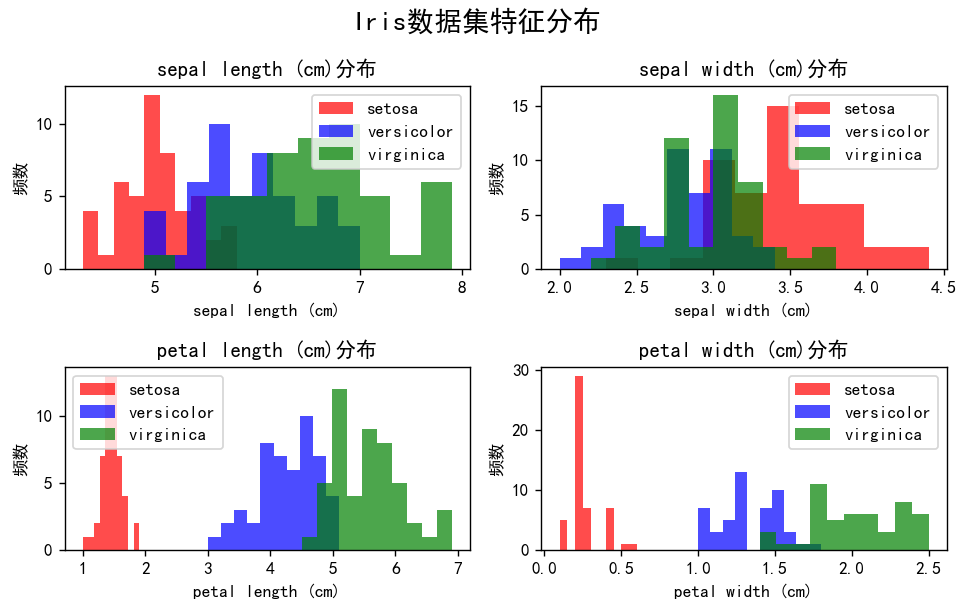 Iris数据集特征分布
sepal length (cm)分布
频数
10
5
0
setosa
versicolor
virginica
5
6
7
8
sepal length (cm)
sepal width (cm)分布
频数
15
10
5
0
setosa
versicolor
virginica
2.0
2.5
3.0
3.5
4.0
4.5
sepal width (cm)
petal length (cm)分布
频数
10
5
0
setosa
versicolor
virginica
1
2
3
4
5
6
7
petal length (cm)
petal width (cm)分布
频数
30
20
10
0
setosa
versicolor
virginica
0.0
0.5
1.0
1.5
2.0
2.5
petal width (cm)